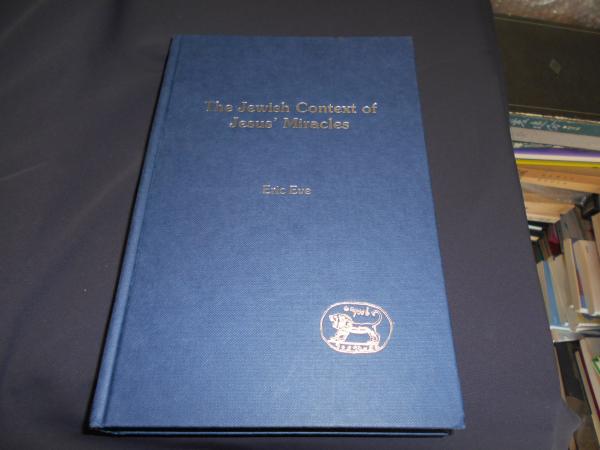 The Jewish Context of
Jesus' Miracles
Eric Eve